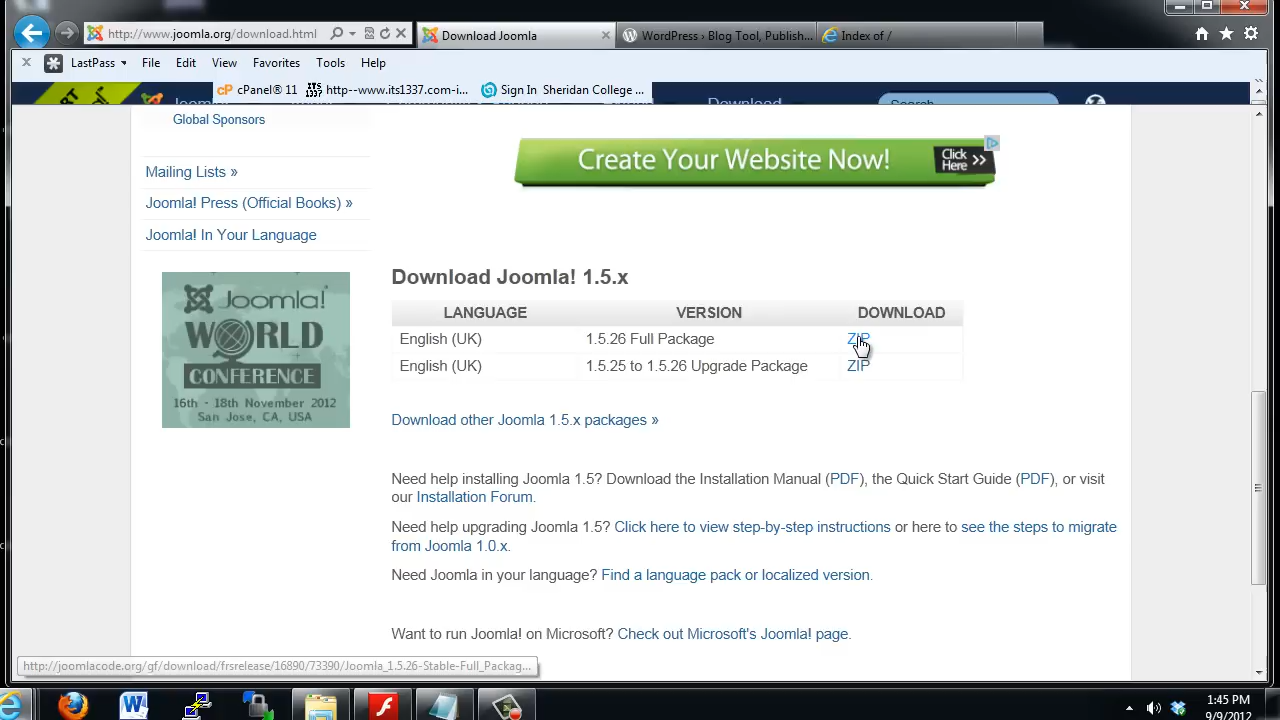 http://www.joomla.org/download.html
Download Joomla
WordPress › Blog Tool, Publish...
Index of /
LastPass File Edit View Favorites Tools Help
cPanel® 11 http--www.its1337.com-i... Sign In Sheridan College ...
Download
Global Sponsors
Create Your Website Now!
Click
Here >>
Mailing Lists »
Joomla! Press (Official Books) »
Joomla! In Your Language
Joomla!
WORLD
CONFERENCE
16th - 18th November 2012
San Jose, CA, USA
Download Joomla! 1.5.x
LANGUAGE VERSION DOWNLOAD
English (UK) 1.5.26 Full Package ZIP
English (UK) 1.5.25 to 1.5.26 Upgrade Package ZIP
Download other Joomla 1.5.x packages »
Need help installing Joomla 1.5? Download the Installation Manual (PDF), the Quick Start Guide (PDF), or visit
our Installation Forum.
Need help upgrading Joomla 1.5? Click here to view step-by-step instructions or here to see the steps to migrate
from Joomla 1.0.x.
Need Joomla in your language? Find a language pack or localized version.
Want to run Joomla! on Microsoft? Check out Microsoft's Joomla! page.
http://joomlacode.org/gf/download/frsrelease/16890/73390/Joomla_1.5.26-Stable-Full_Packag...
1:45 PM
9/9/2012